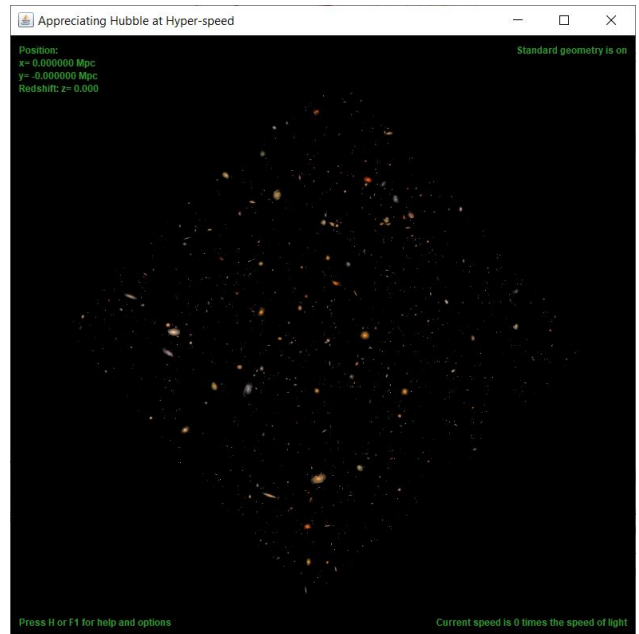 Appreciating Hubble at Hyper-speed
Position:
x= 0.000000 Mpc
y= -0.000000 Mpc
Redshift: z= 0.000
Standard geometry is on
Press H or F1 for help and options
Current speed is 0 times the speed of light